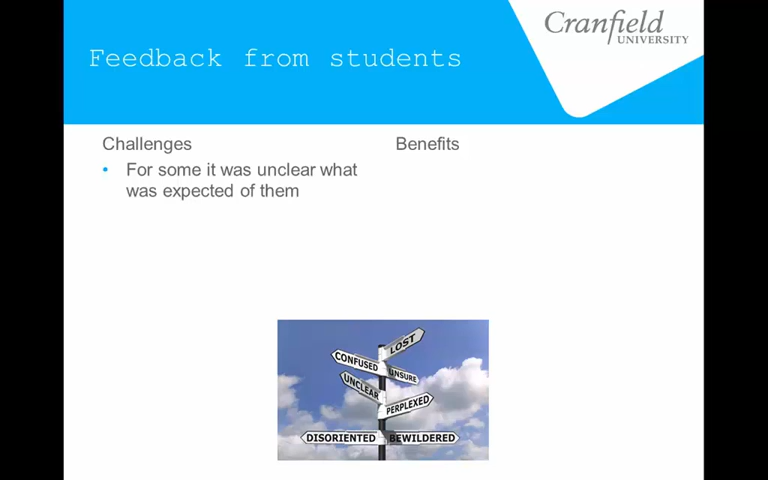 Feedback from students
Cranfield
UNIVERSITY
Challenges
• For some it was unclear what
was expected of them
Benefits
LOST
CONFUSED
UNSURE
UNCLEAR
PERPLEXED
DISORIENTED
BEWILDERED